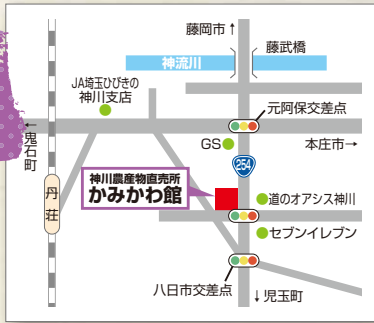 藤岡市↑
藤武橋
神流川
JA埼玉ひびきの
神川支店
元阿保交差点
←鬼石町
GS
本庄市→
254
丹荘
神川農産物直売所
かみかわ館
道のオアシス神川
セブンイレブン
八日市交差点
↓児玉町